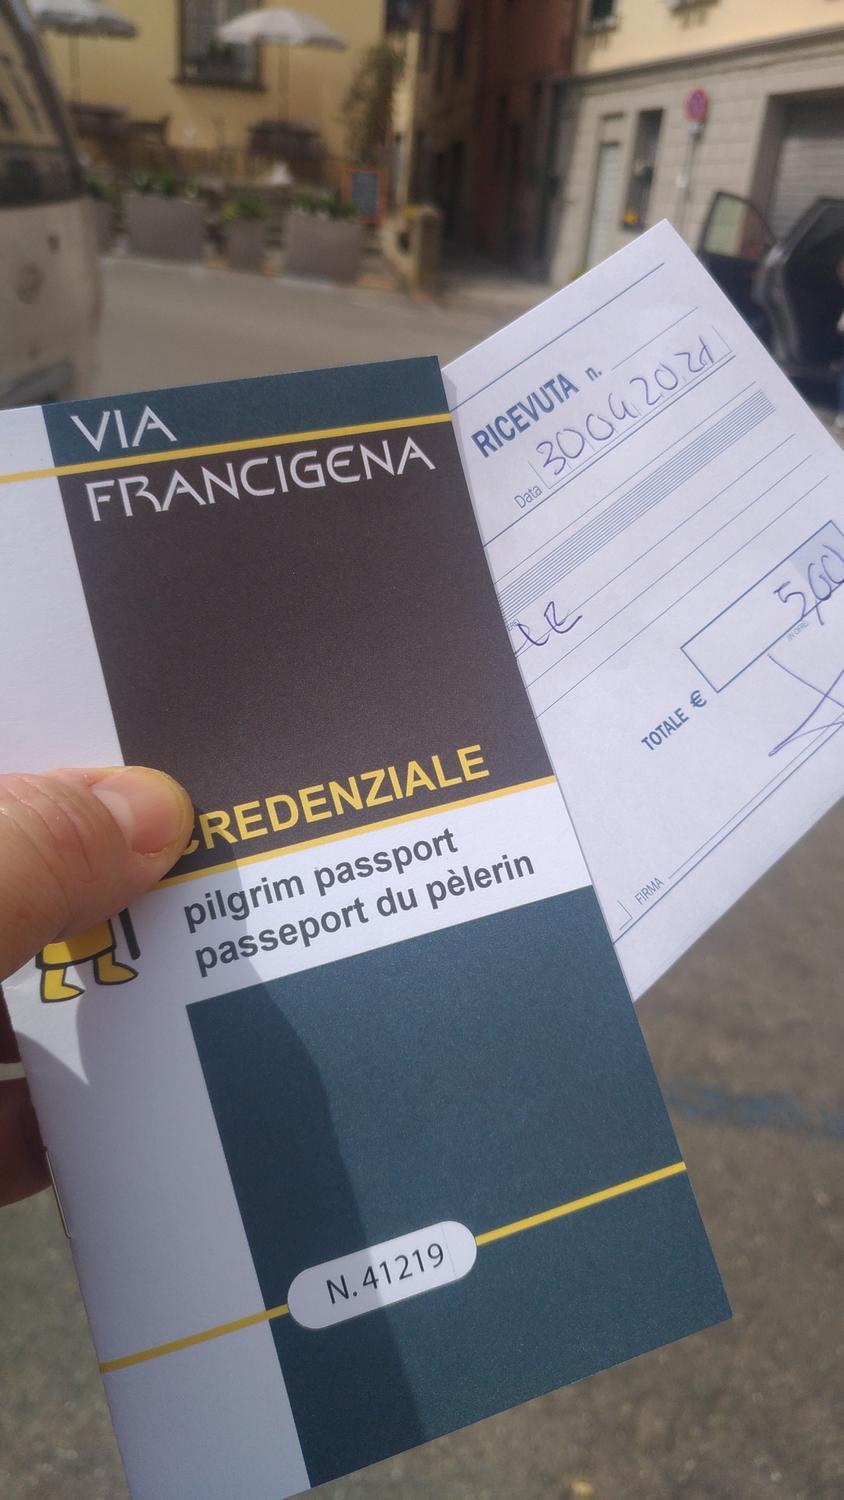 VIA
FRANCIGENA
CREDENZIALE
pilgrim passport
passeport du pèlerin
N. 41219
RICEVUTA n.
Data 30042021
5,00
TOTALE €
FIRMA